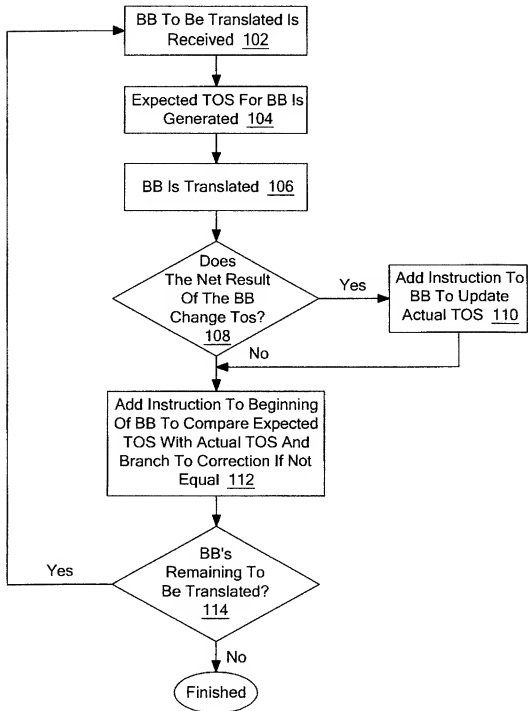 BB To Be Translated Is
Received 102
Expected TOS For BB Is
Generated 104
BB Is Translated 106
Does
The Net Result
Of The BB
Change Tos?
108
Yes
Add Instruction To
BB To Update
Actual TOS 110
No
Add Instruction To Beginning
Of BB To Compare Expected
TOS With Actual TOS And
Branch To Correction If Not
Equal 112
BB's
Remaining To
Be Translated?
114
Yes
No
Finished